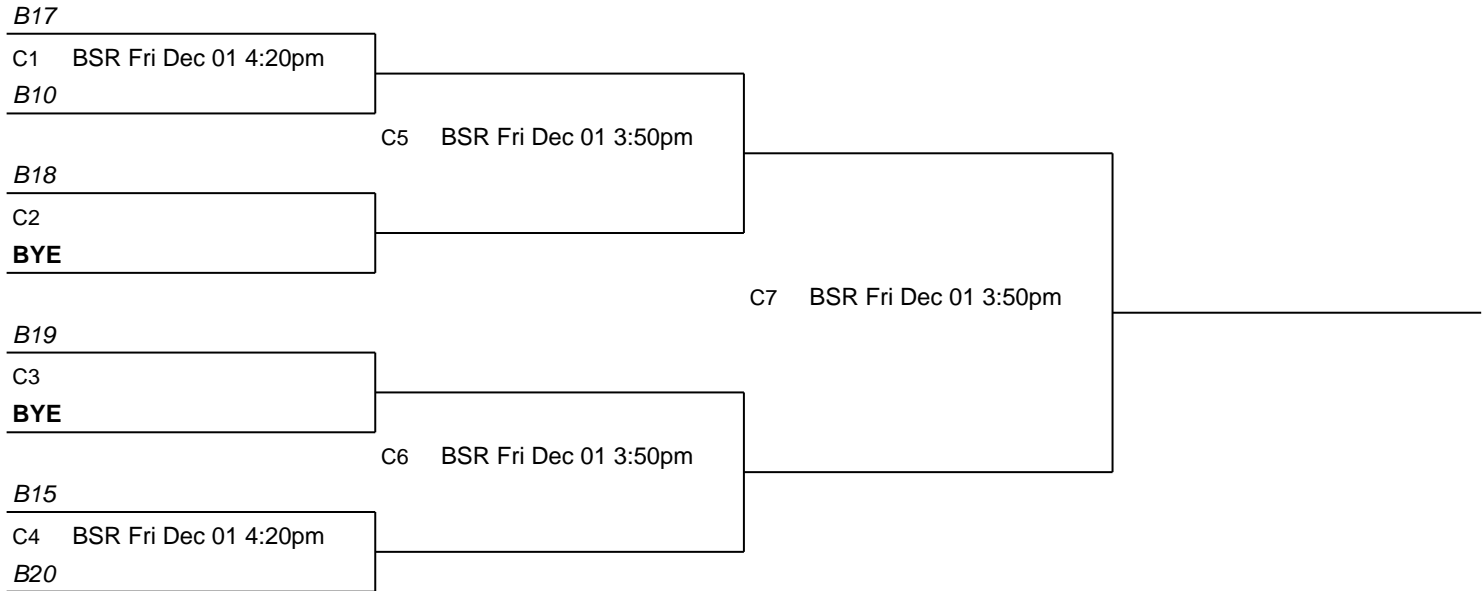 B17
C1 BSR Fri Dec 01 4:20pm
B10
C5 BSR Fri Dec 01 3:50pm
B18
C2
BYE
C7 BSR Fri Dec 01 3:50pm
B19
C3
BYE
C6 BSR Fri Dec 01 3:50pm
B15
C4 BSR Fri Dec 01 4:20pm
B20